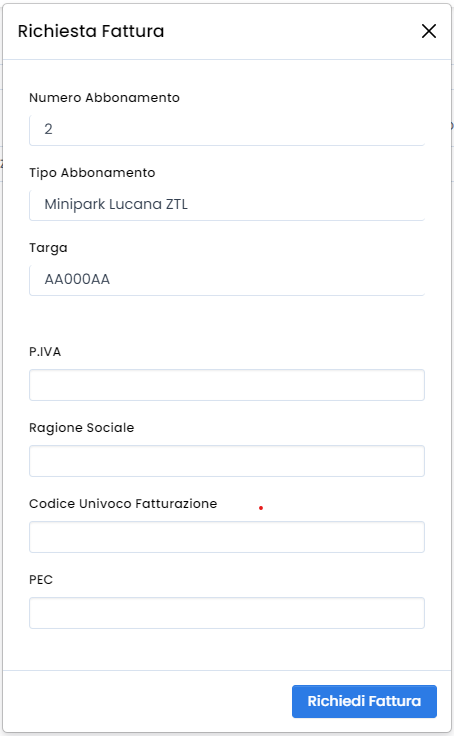 Richiesta Fattura
Numero Abbonamento
2
Tipo Abbonamento
Minipark Lucana ZTL
Targa
AA000AA
P.IVA
Ragione Sociale
Codice Univoco Fatturazione
PEC
Richiedi Fattura